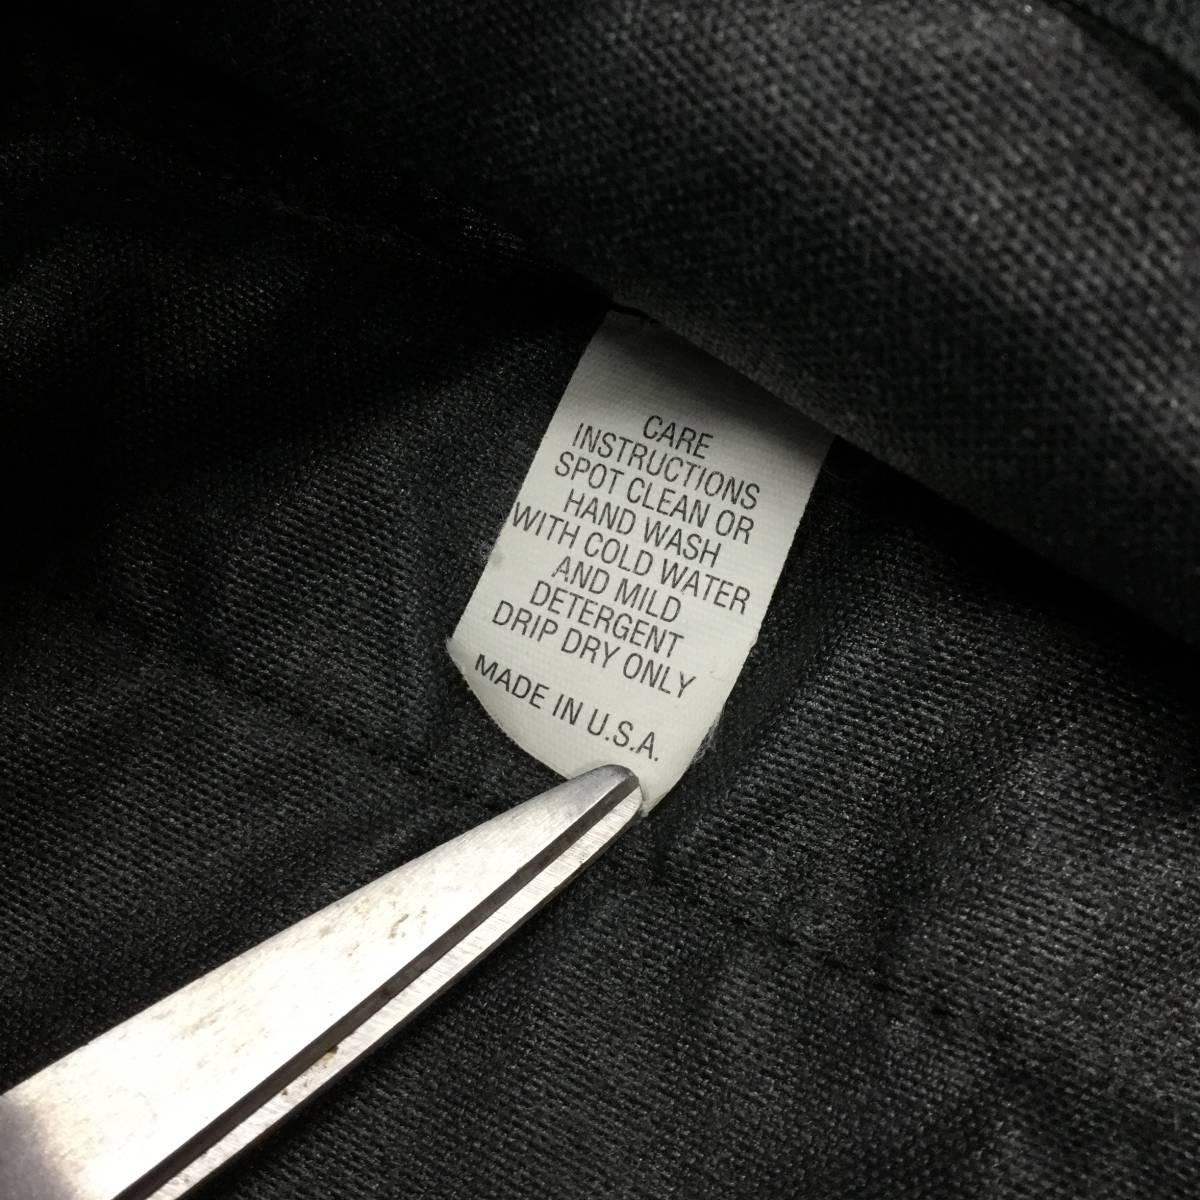 CARE
INSTRUCTIONS
SPOT CLEAN OR
HAND WASH
WITH COLD WATER
AND MILD
DETERGENT
DRIP DRY ONLY
MADE IN U.S.A.